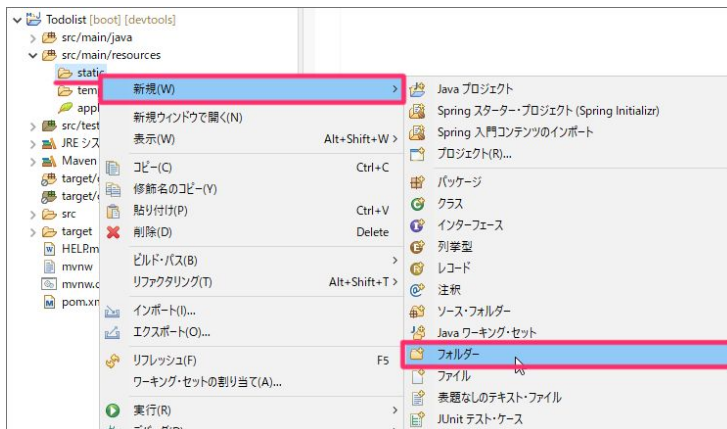 Todolist [boot] [devtools]
src/main/java
src/main/resources
static
tem
appl
src/test
JRE シス
Maven
target/
target/
src
target
HELP.m
mvnw
mvnw.c
pom.xm
新規(W)
新規ウィンドウで開く(N)
表示(W) Alt+Shift+W
コピー(C) Ctrl+C
修飾名のコピー(Y)
貼り付け(P) Ctrl+V
削除(D) Delete
ビルド・パス(B)
リファクタリング(T) Alt+Shift+T
インポート(I)...
エクスポート(O)...
リフレッシュ(F) F5
ワーキング・セットの割り当て(A)...
実行(R)
デバッグ(D)
Java プロジェクト
Spring スターター・プロジェクト (Spring Initializr)
Spring 入門コンテンツのインポート
プロジェクト(R)...
パッケージ
クラス
インターフェース
列挙型
レコード
注釈
ソース・フォルダー
Java ワーキング・セット
フォルダー
ファイル
表題なしのテキスト・ファイル
JUnit テスト・ケース